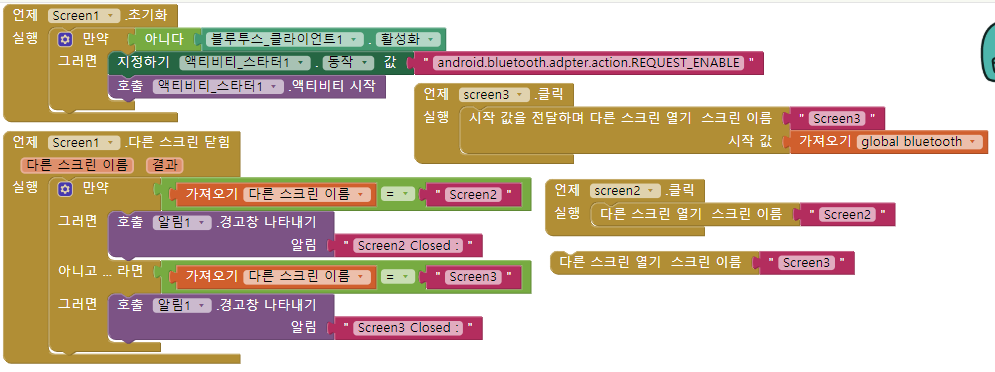 언제 Screen1 .초기화
실행 만약 아니다 블루투스_클라이언트1 . 활성화
그러면 지정하기 액티비티_스타터1 . 동작 값 " android.bluetooth.adpter.action.REQUEST_ENABLE "
호출 액티비티_스타터1 .액티비티 시작
언제 screen3 .클릭
실행 시작 값을 전달하며 다른 스크린 열기 스크린 이름 " Screen3 "
시작 값 가져오기 global bluetooth
언제 Screen1 .다른 스크린 닫힘
다른 스크린 이름 결과
실행 만약 가져오기 다른 스크린 이름 = " Screen2 "
그러면 호출 알림1 .경고창 나타내기
알림 " Screen2 Closed : "
아니고 ... 라면 가져오기 다른 스크린 이름 = " Screen3 "
그러면 호출 알림1 .경고창 나타내기
알림 " Screen3 Closed : "
언제 screen2 .클릭
실행 다른 스크린 열기 스크린 이름 " Screen2 "
다른 스크린 열기 스크린 이름 " Screen3 "